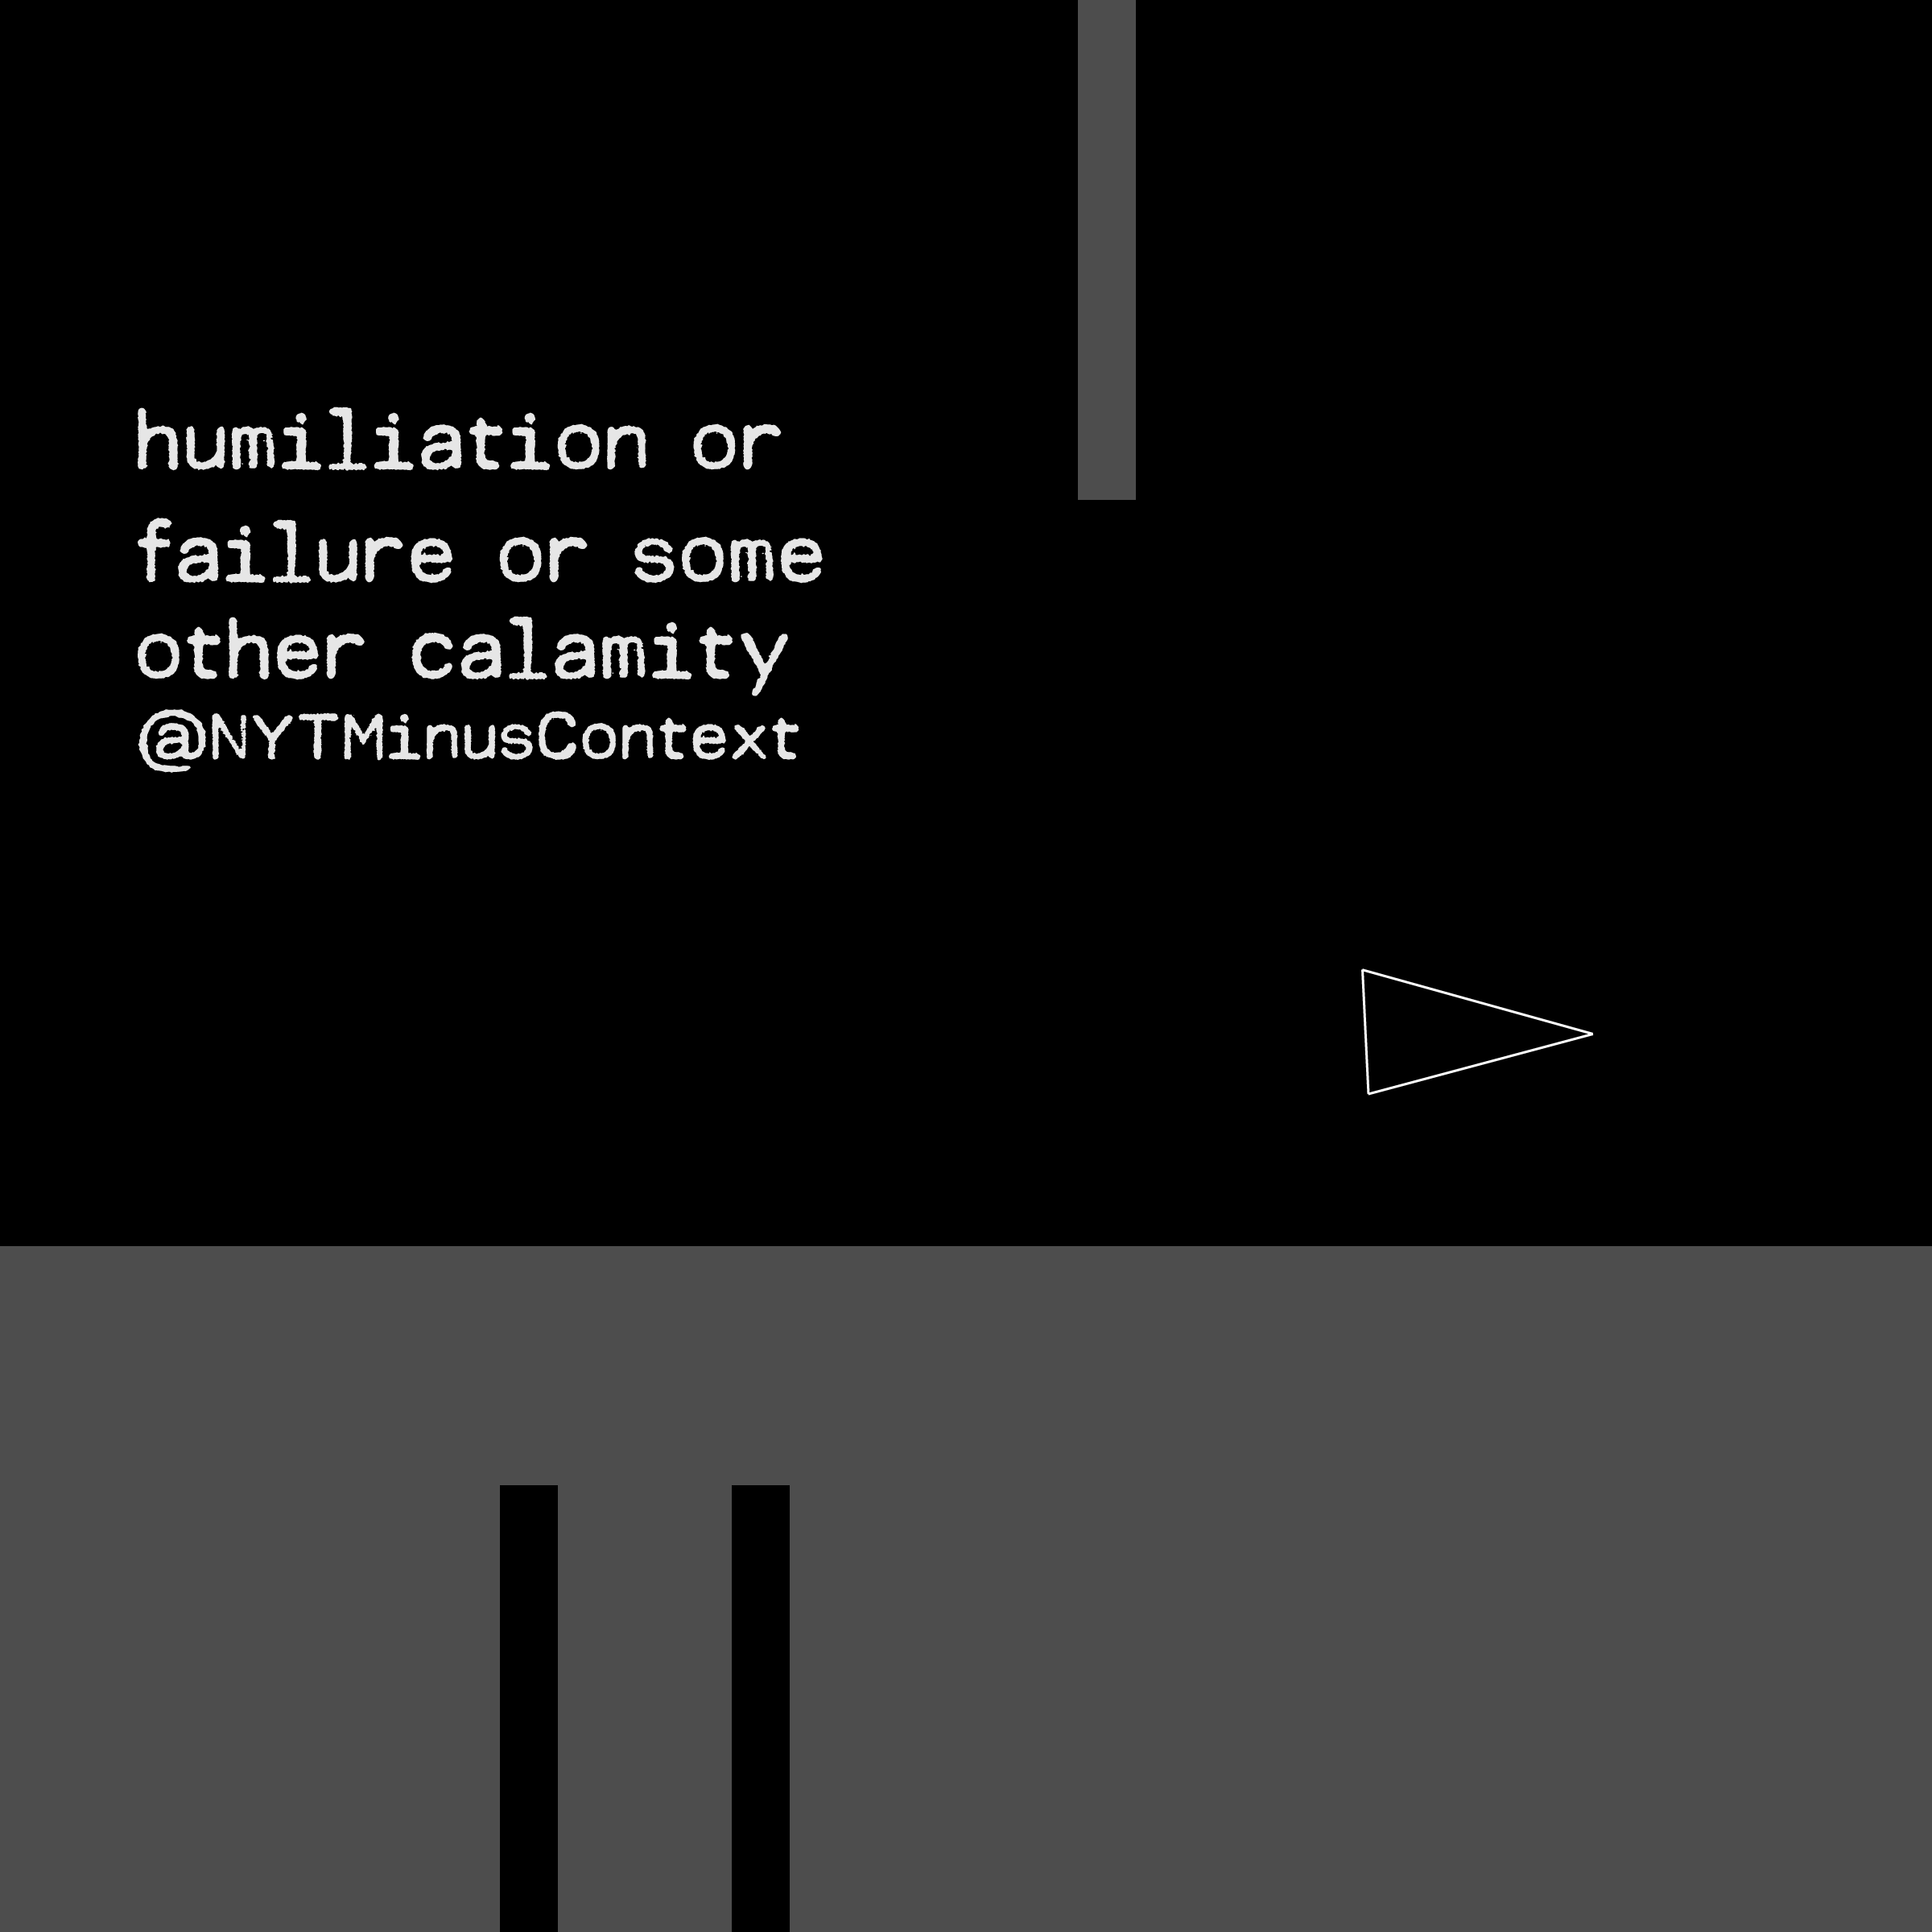 humiliation or
failure or some
other calamity
@NYTMinusContext